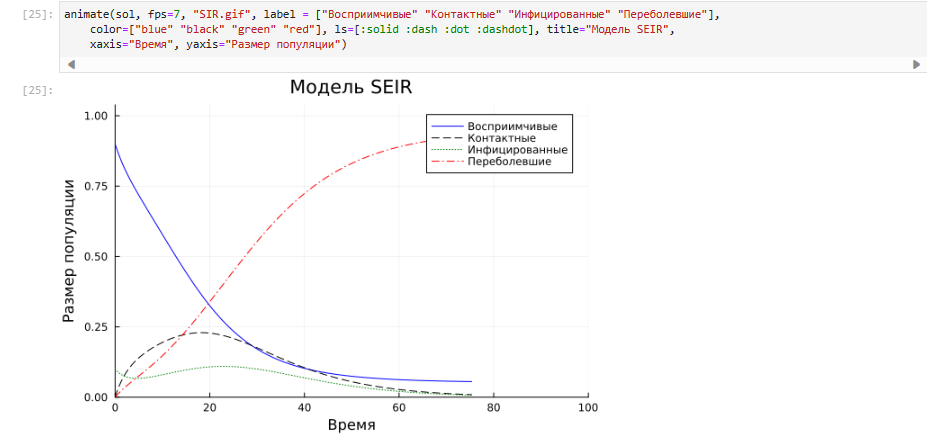 [25]: animate(sol, fps=7, "SIR.gif", label = ["Восприимчивые" "Контактные" "Инфицированные" "Переболевшие"],
color=["blue" "black" "green" "red"], ls=[:solid :dash :dot :dashdot], title="Модель SEIR",
xaxis="Время", yaxis="Размер популяции")
[25]:
Модель SEIR
Размер популяции
1.00
0.75
0.50
0.25
0.00
Восприимчивые
Контактные
Инфицированные
Переболевшие
0 20 40 60 80 100
Время